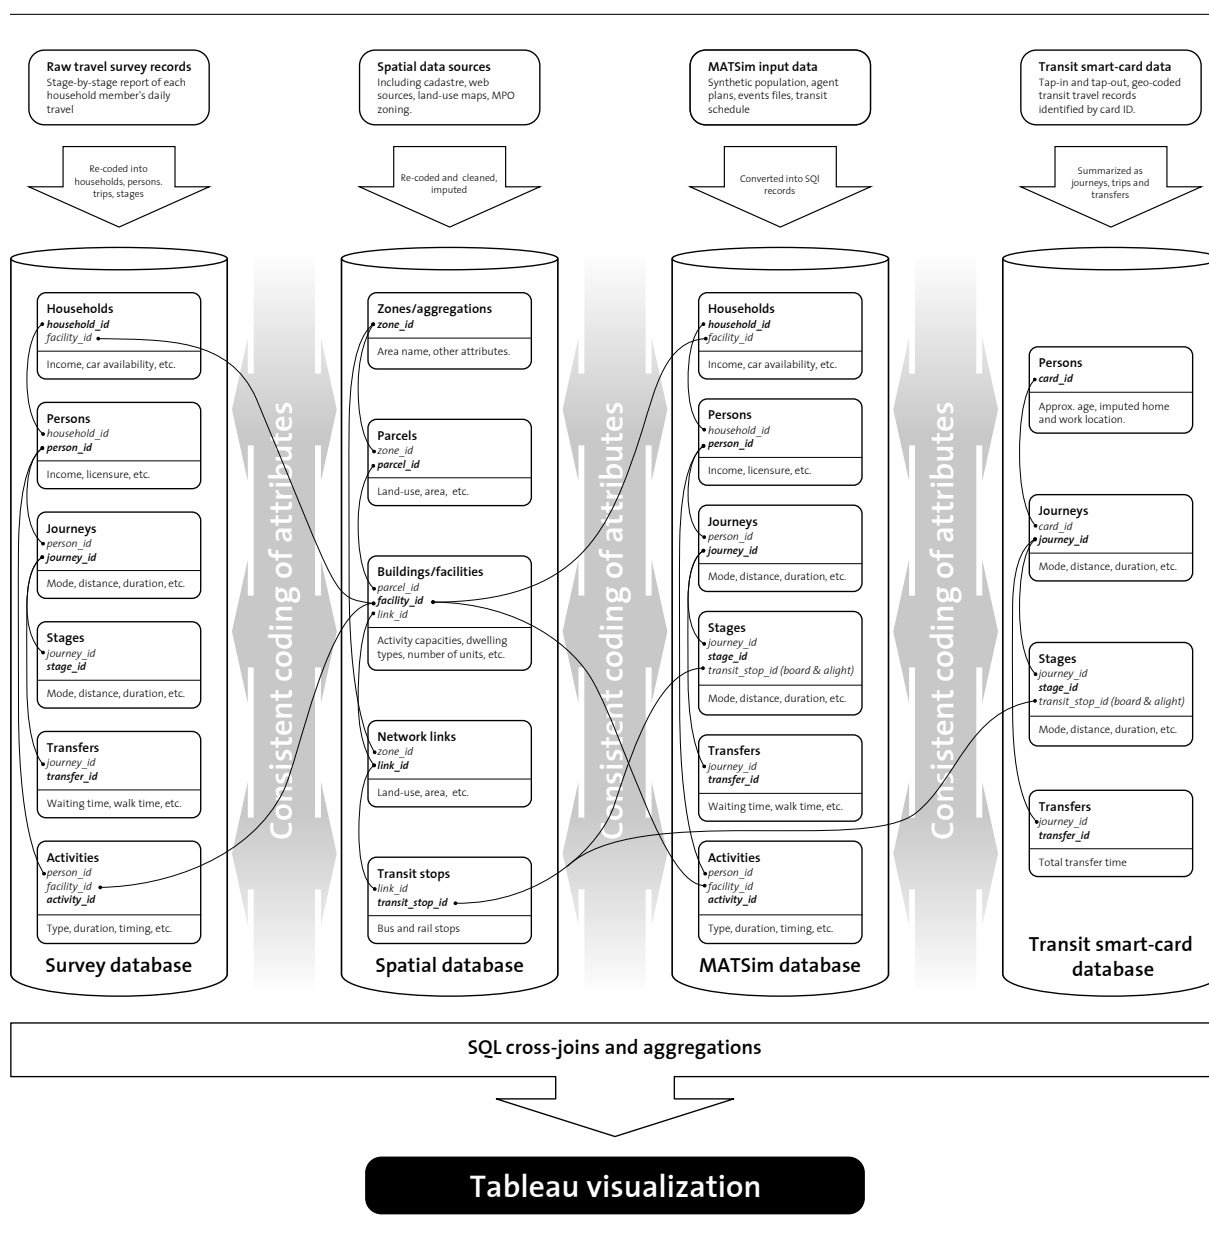 Raw travel survey records
Stage-by-stage report of each
household member's daily
travel
Spatial data sources
Including cadastre, web
sources, land-use maps, MPO
zoning.
MATSim input data
Synthetic population, agent
plans, events files, transit
schedule
Transit smart-card data
Tap-in and tap-out, geo-coded
transit travel records
identified by card ID.
Re-coded into
households, persons.
trips, stages
Re-coded and cleaned,
imputed
Converted into SQl
records
Summarized as
journeys, trips and
transfers
Households
household_id
facility_id
Income, car availability, etc.
Persons
household_id
person_id
Income, licensure, etc.
Journeys
person_id
journey_id
Mode, distance, duration, etc.
Stages
journey_id
stage_id
Mode, distance, duration, etc.
Transfers
journey_id
transfer_id
Waiting time, walk time, etc.
Activities
person_id
facility_id
activity_id
Type, duration, timing, etc.
Survey database
Consistent coding of attributes
Zones/aggregations
zone_id
Area name, other attributes.
Parcels
zone_id
parcel_id
Land-use, area, etc.
Buildings/facilities
parcel_id
facility_id
link_id
Activity capacities, dwelling
types, number of units, etc.
Network links
zone_id
link_id
Land-use, area, etc.
Transit stops
link_id
transit_stop_id
Bus and rail stops
Spatial database
Consistent coding of attributes
Households
household_id
facility_id
Income, car availability, etc.
Persons
household_id
person_id
Income, licensure, etc.
Journeys
person_id
journey_id
Mode, distance, duration, etc.
Stages
journey_id
stage_id
transit_stop_id (board & alight)
Mode, distance, duration, etc.
Transfers
journey_id
transfer_id
Waiting time, walk time, etc.
Activities
person_id
facility_id
activity_id
Type, duration, timing, etc.
MATSim database
Consistent coding of attributes
Persons
card_id
Approx. age, imputed home
and work location.
Journeys
card_id
journey_id
Mode, distance, duration, etc.
Stages
journey_id
stage_id
transit_stop_id (board & alight)
Mode, distance, duration, etc.
Transfers
journey_id
transfer_id
Total transfer time
Transit smart-card
database
SQL cross-joins and aggregations
Tableau visualization